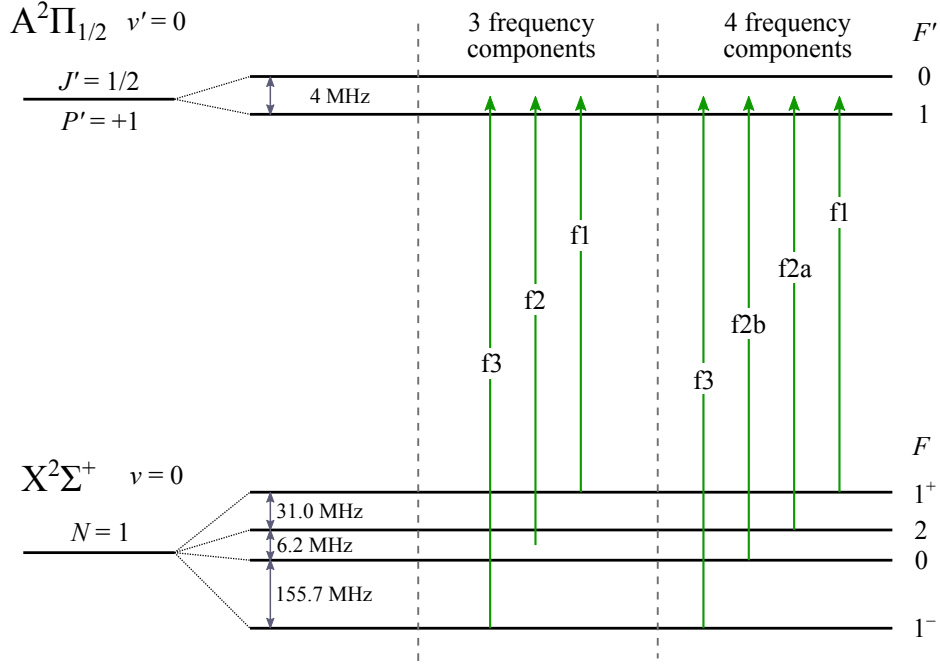 A²Π₁/₂ v′ = 0
3 frequency components
4 frequency components
F′
J′ = 1/2
P′ = +1
4 MHz
0
1
f3
f2
f1
f3
f2b
f2a
f1
X²Σ⁺ v = 0
F
N = 1
31.0 MHz
6.2 MHz
155.7 MHz
1⁺
2
0
1⁻